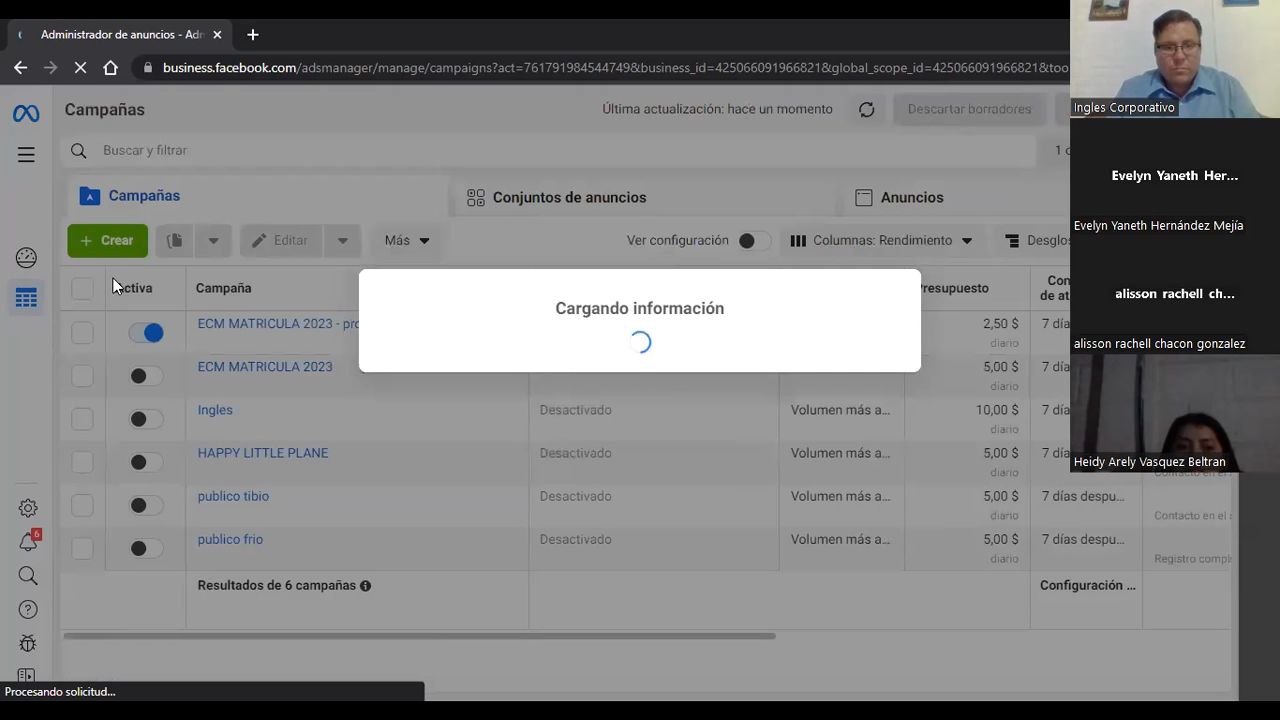 Administrador de anuncios - Adn
business.facebook.com/adsmanager/manage/campaigns?act=761791984544749&business_id=425066091966821&global_scope_id=425066091966821&too
Campañas
Última actualización: hace un momento
Descartar borradores
Buscar y filtrar
1
Campañas
Conjuntos de anuncios
Anuncios
+ Crear
Editar
Más
Ver configuración
Columnas: Rendimiento
Desglos
Campaña
Presupuesto
de at
Cargando información
ECM MATRICULA 2023 - pro
2,50 $
7 día
diario
ECM MATRICULA 2023
5,00 $
7 día
diario
Ingles
Desactivado
Volumen más a...
10,00 $
7 día
diario
HAPPY LITTLE PLANE
Desactivado
Volumen más a...
5,00 $
7 día
diario
publico tibio
Desactivado
Volumen más a...
5,00 $
7 días despu...
diario
Contacto en el s
publico frio
Desactivado
Volumen más a...
5,00 $
7 días despu...
diario
Registro compl
Resultados de 6 campañas
Configuración ...
6
Procesando solicitud...
Ingles Corporativo
Evelyn Yaneth Her...
Evelyn Yaneth Hernández Mejía
alisson rachell ch...
alisson rachell chacon gonzalez
Heidy Arely Vasquez Beltran